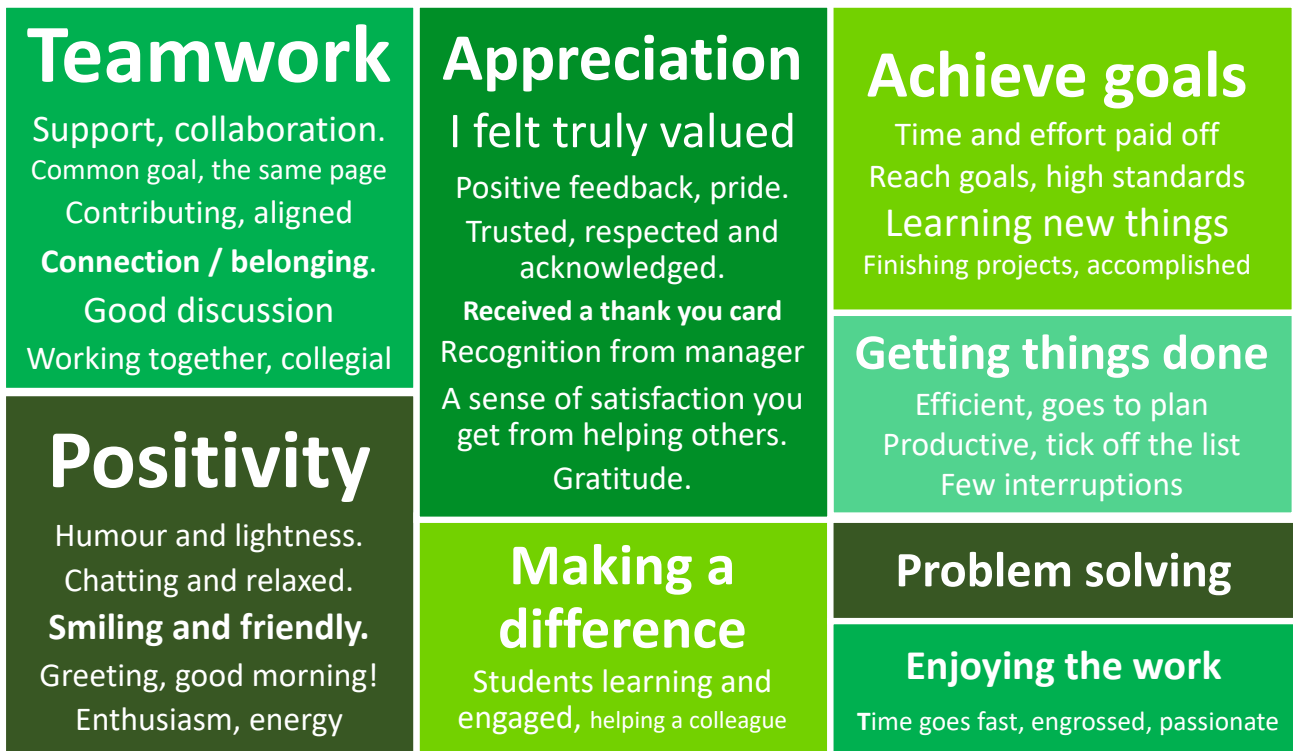 Teamwork
Support, collaboration.
Common goal, the same page
Contributing, aligned
Connection / belonging.
Good discussion
Working together, collegial
Positivity
Humour and lightness.
Chatting and relaxed.
Smiling and friendly.
Greeting, good morning!
Enthusiasm, energy
Appreciation
I felt truly valued
Positive feedback, pride.
Trusted, respected and
acknowledged.
Received a thank you card
Recognition from manager
A sense of satisfaction you
get from helping others.
Gratitude.
Making a
difference
Students learning and
engaged, helping a colleague
Achieve goals
Time and effort paid off
Reach goals, high standards
Learning new things
Finishing projects, accomplished
Getting things done
Efficient, goes to plan
Productive, tick off the list
Few interruptions
Problem solving
Enjoying the work
Time goes fast, engrossed, passionate